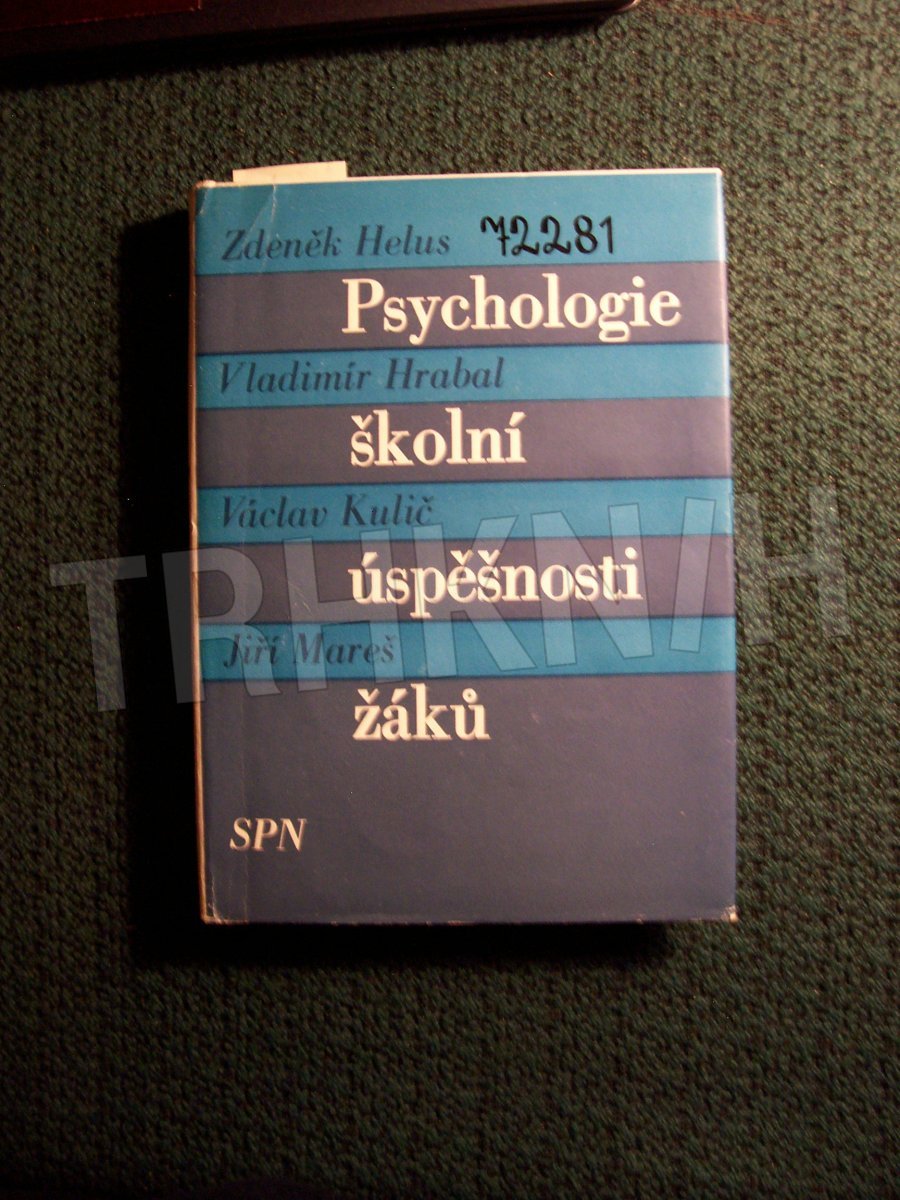 Zdeněk Helus 72281
Psychologie
Vladimír Hrabal
školní
Václav Kulič
úspěšnosti
Jiří Mareš
žáků
SPN
TRHKNIH